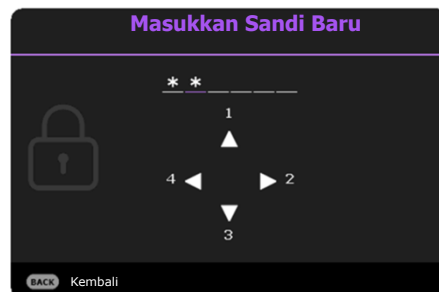 Masukkan Sandi Baru
* * _ _ _ _
1
4 2
3
BACK Kembali